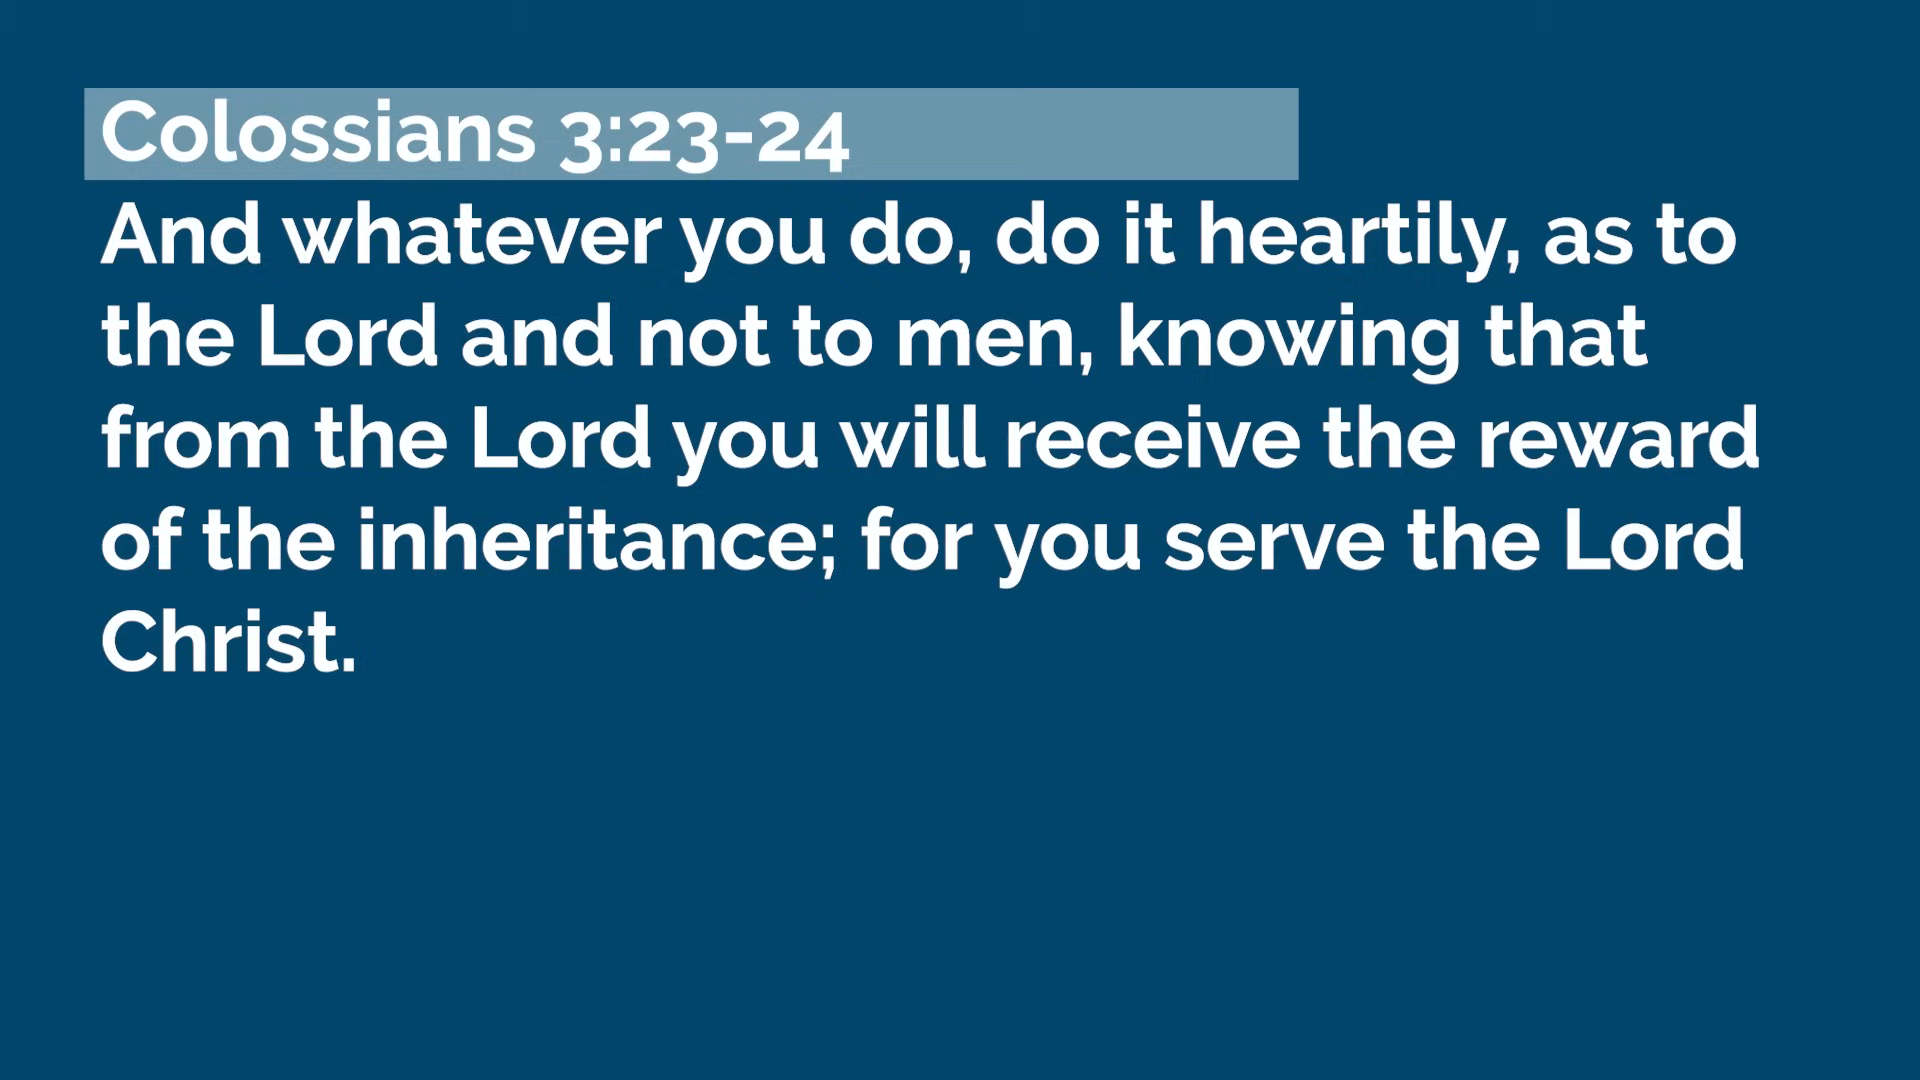 Colossians 3:23-24
And whatever you do, do it heartily, as to
the Lord and not to men, knowing that
from the Lord you will receive the reward
of the inheritance; for you serve the Lord
Christ.